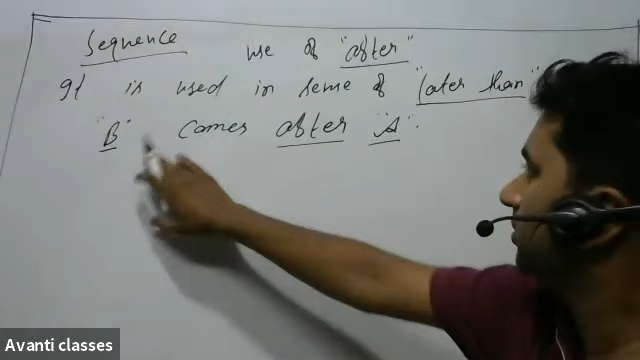 Sequence use of "after"
It is used in sense of "later than"
"B" comes after "A".
Avanti classes